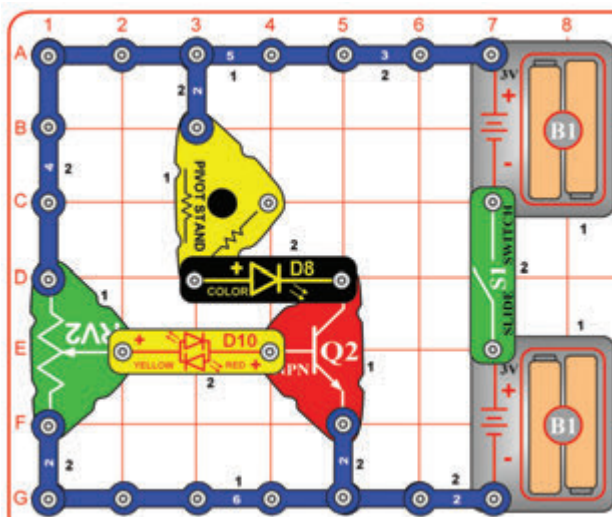 1 2 3 4 5 6 7 8
A 5 3 3V
1 2
2 2 + B1
B -
4 2 1 PIVOT STAND
C
2 1
D + D8 S1 SLIDE SWITCH 2
COLOR
1 RV2 1
E + D10 Q2 NPN 1
YELLOW RED +
2 3V
F + B1
2 2 2 2 -
1 2
G 6 2